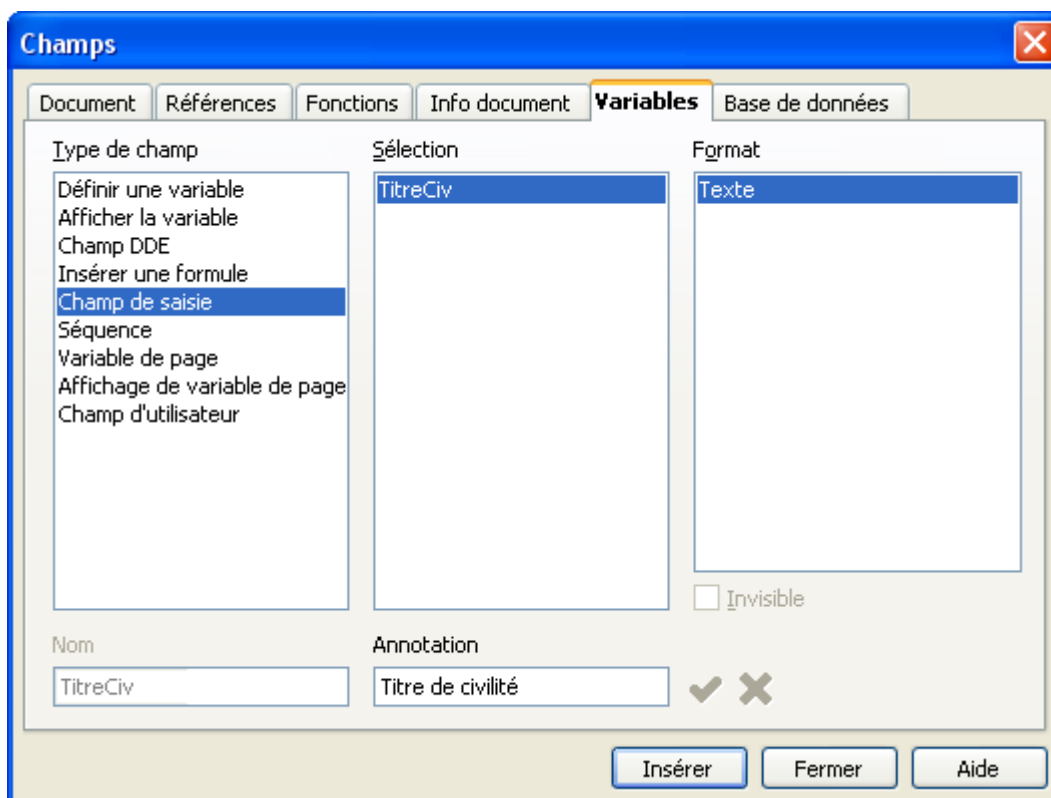 Champs
Document Références Fonctions Info document Variables Base de données
Type de champ Sélection Format
Définir une variable TitreCiv Texte
Afficher la variable
Champ DDE
Insérer une formule
Champ de saisie
Séquence
Variable de page
Affichage de variable de page
Champ d'utilisateur
Invisible
Nom Annotation
TitreCiv Titre de civilité
Insérer Fermer Aide